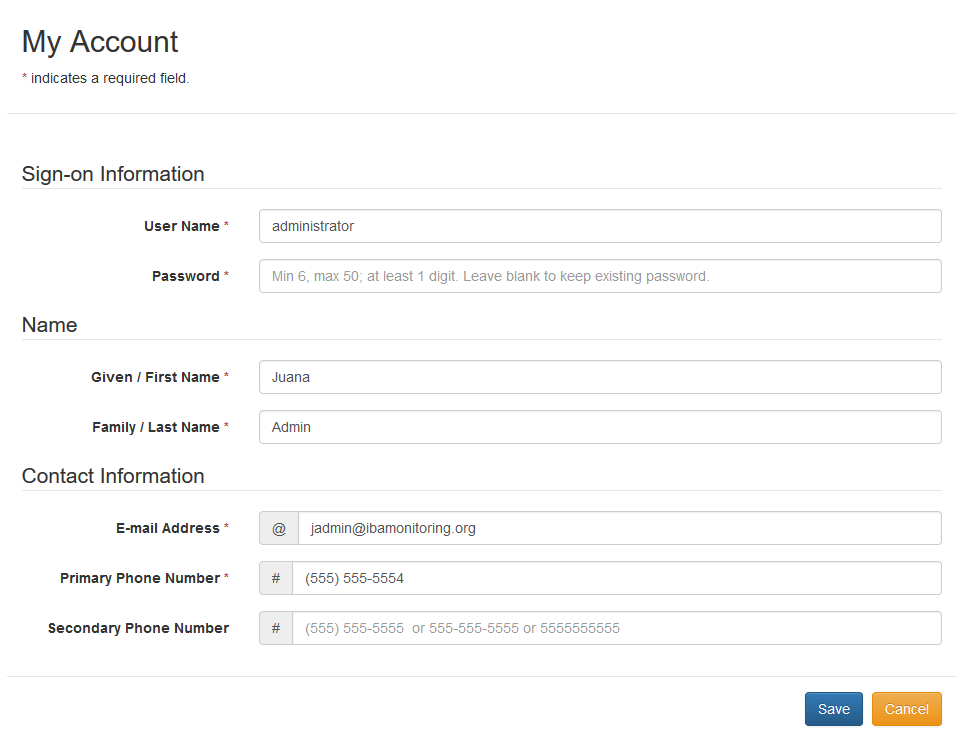 My Account
* indicates a required field.
Sign-on Information
User Name * administrator
Password * Min 6, max 50; at least 1 digit. Leave blank to keep existing password.
Name
Given / First Name * Juana
Family / Last Name * Admin
Contact Information
E-mail Address * @ jadmin@ibamonitoring.org
Primary Phone Number * # (555) 555-5554
Secondary Phone Number # (555) 555-5555 or 555-555-5555 or 5555555555
Save Cancel